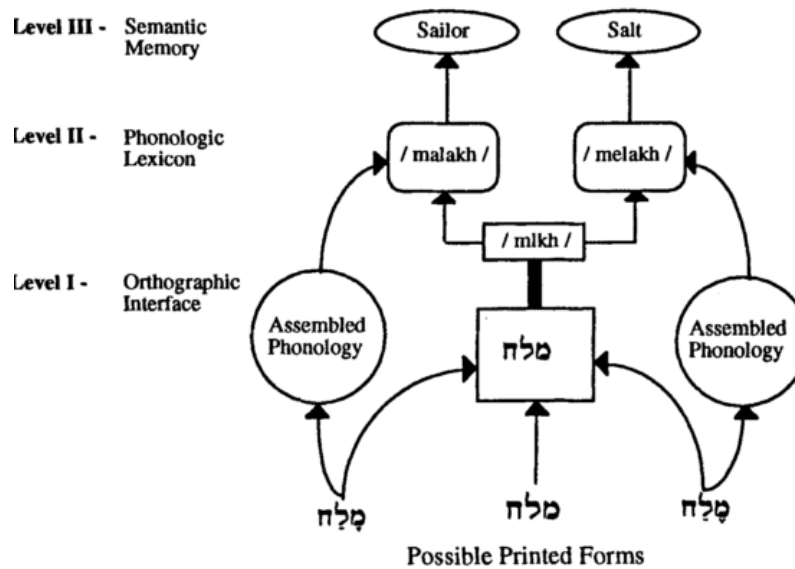 Level III - Semantic Memory
Sailor
Salt
Level II - Phonologic Lexicon
/ malakh /
/ melakh /
/ mlkh /
Level I - Orthographic Interface
Assembled Phonology
מלח
Assembled Phonology
מָלַח
מלח
מֶלַח
Possible Printed Forms